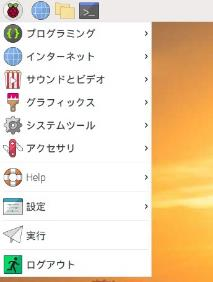 プログラミング
インターネット
サウンドとビデオ
グラフィックス
システムツール
アクセサリ
Help
設定
実行
ログアウト